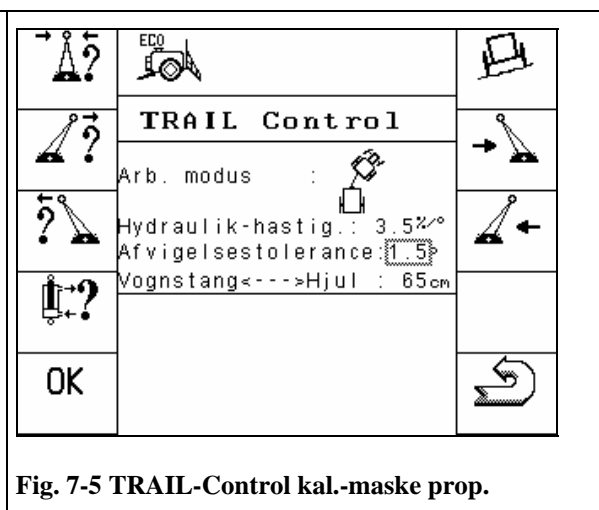 ECO
TRAIL Control
Arb. modus :
Hydraulik-hastig.: 3.5%/°
Afvigelsestolerance:1.5°
Vognstang<--->Hjul : 65cm
?
?
?
?
OK
Fig. 7-5 TRAIL-Control kal.-maske prop.